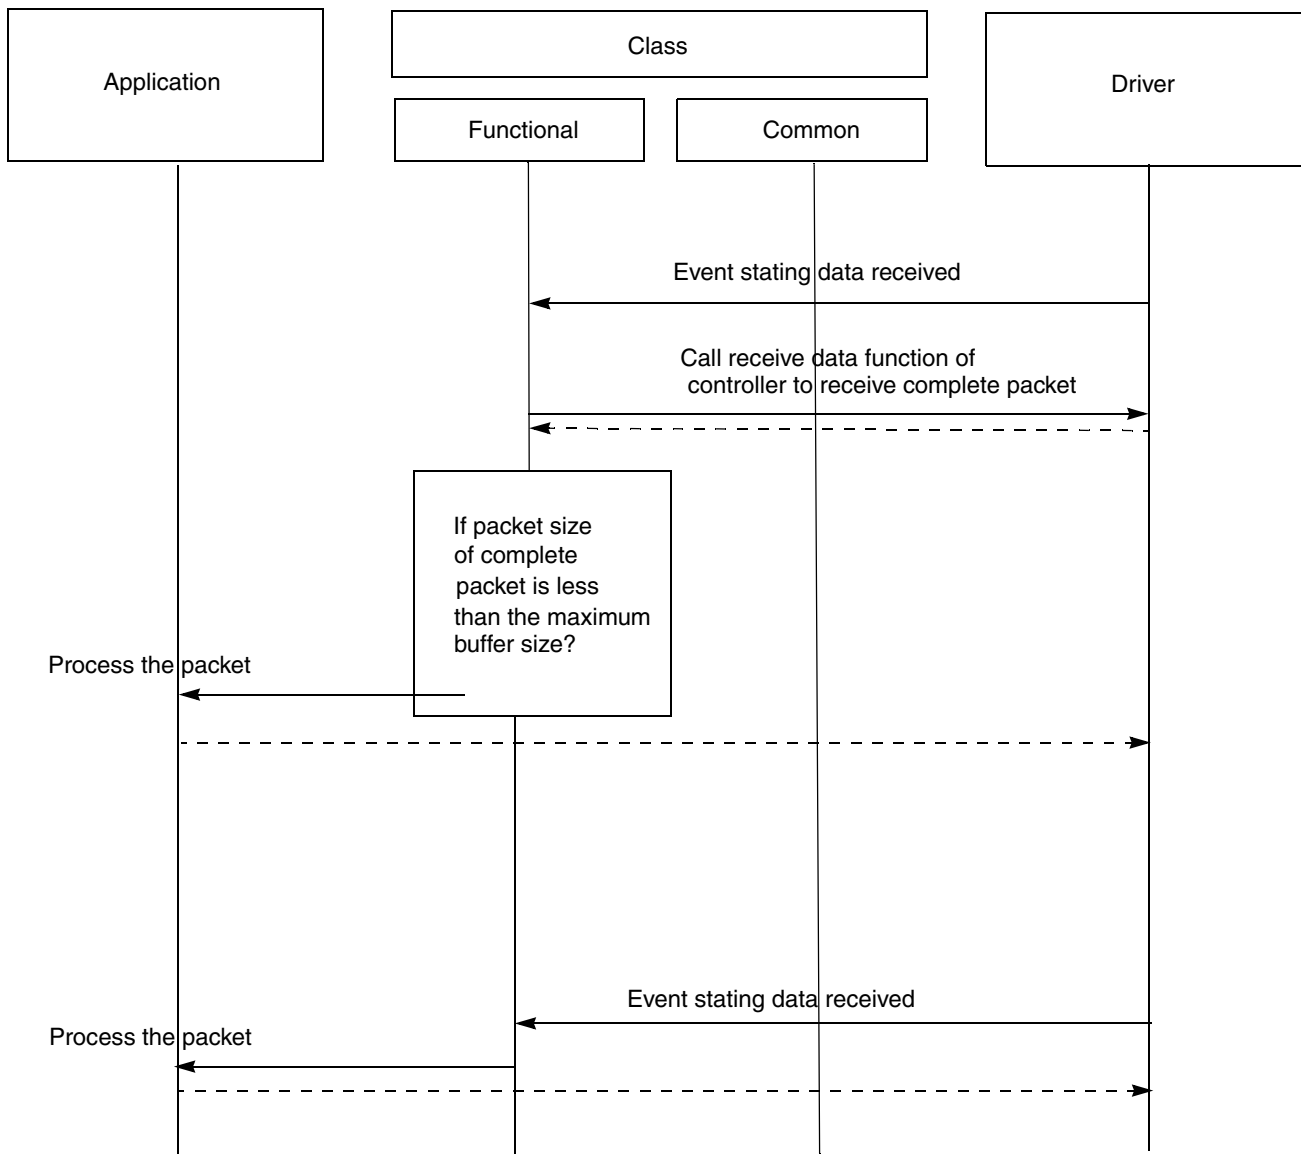 Application
Class
Driver
Functional
Common
Event stating data received
Call receive data function of
controller to receive complete packet
If packet size
of complete
packet is less
than the maximum
buffer size?
Process the packet
Event stating data received
Process the packet